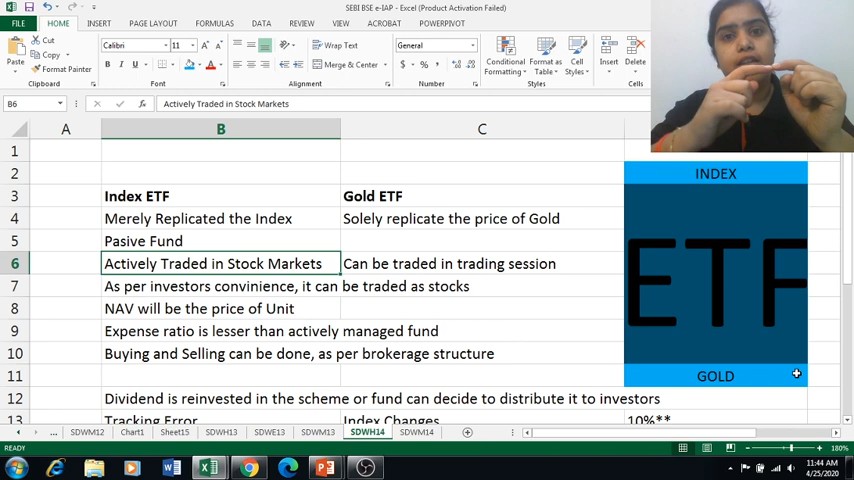 SEBI BSE e-IAP - Excel (Product Activation Failed)
FILE HOME INSERT PAGE LAYOUT FORMULAS DATA REVIEW VIEW ACROBAT POWERPIVOT
Cut
Copy
Format Painter
Paste
Clipboard
Calibri 11
B I U
Font
Wrap Text
Merge & Center
Alignment
General
$ % ,
Number
Conditional Formatting
Format as Table
Cell Styles
Styles
Inse
Dele
Form
Cells
B6 fx Actively Traded in Stock Markets
A B C
1
2 INDEX
3 Index ETF Gold ETF
4 Merely Replicated the Index Solely replicate the price of Gold
5 Pasive Fund
6 Actively Traded in Stock Markets Can be traded in trading session
7 As per investors convinience, it can be traded as stocks
ETF
8 NAV will be the price of Unit
9 Expense ratio is lesser than actively managed fund
10 Buying and Selling can be done, as per brokerage structure
11 GOLD
12 Dividend is reinvested in the scheme or fund can decide to distribute it to investors
13 Tracking Error Index Changes 10%**
... SDWM12 Chart1 Sheet15 SDWH13 SDWE13 SDWM13 SDWH14 SDWM14
READY 180%
11:44 AM
4/25/2020